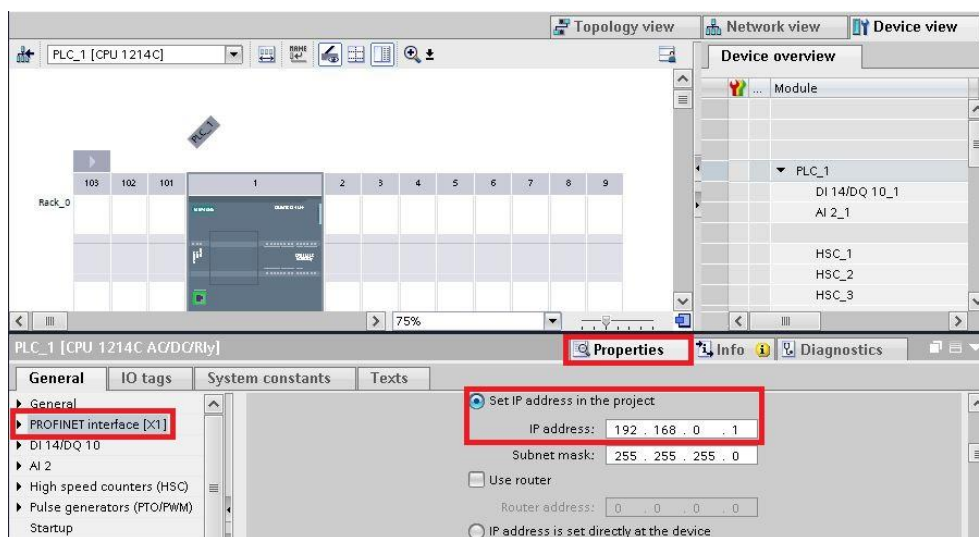 Topology view Network view Device view
PLC_1 [CPU 1214C]
Device overview
... Module
PLC_1
103 102 101 1 2 3 4 5 6 7 8 9
Rack_0
PLC_1
DI 14/DQ 10_1
AI 2_1
HSC_1
HSC_2
HSC_3
75%
PLC_1 [CPU 1214C AC/DC/Rly]
Properties Info Diagnostics
General IO tags System constants Texts
General
PROFINET interface [X1]
DI 14/DQ 10
AI 2
High speed counters (HSC)
Pulse generators (PTO/PWM)
Startup
Set IP address in the project
IP address: 192 . 168 . 0 . 1
Subnet mask: 255 . 255 . 255 . 0
Use router
Router address: 0 . 0 . 0 . 0
IP address is set directly at the device